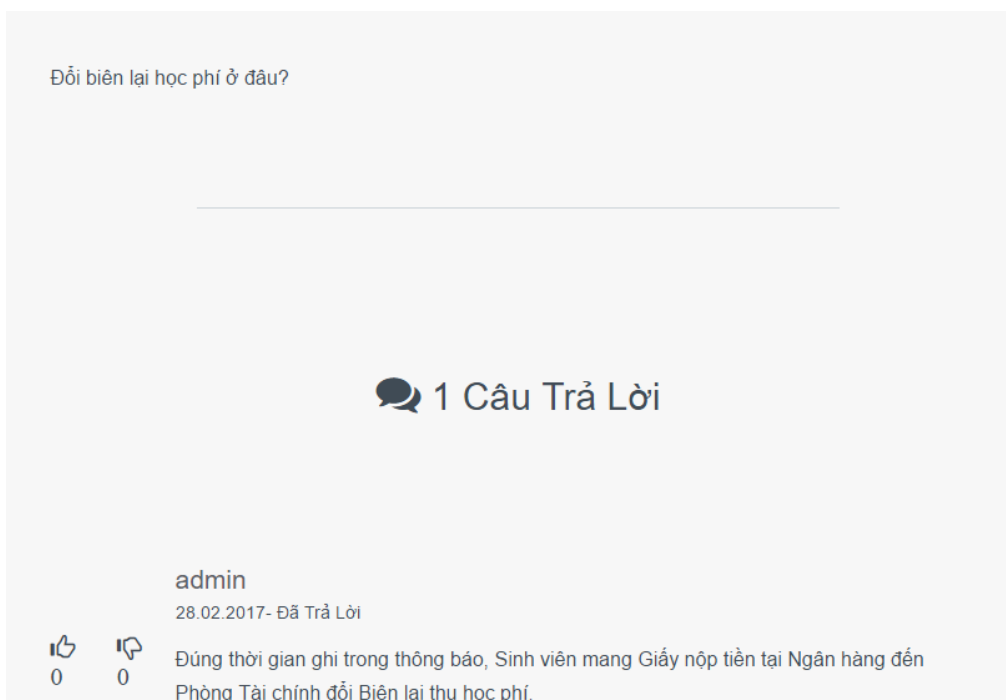 Đổi biên lại học phí ở đâu?
1 Câu Trả Lời
admin
28.02.2017- Đã Trả Lời
0 0 Đúng thời gian ghi trong thông báo, Sinh viên mang Giấy nộp tiền tại Ngân hàng đến
Phòng Tài chính đổi Biên lai thu học phí.